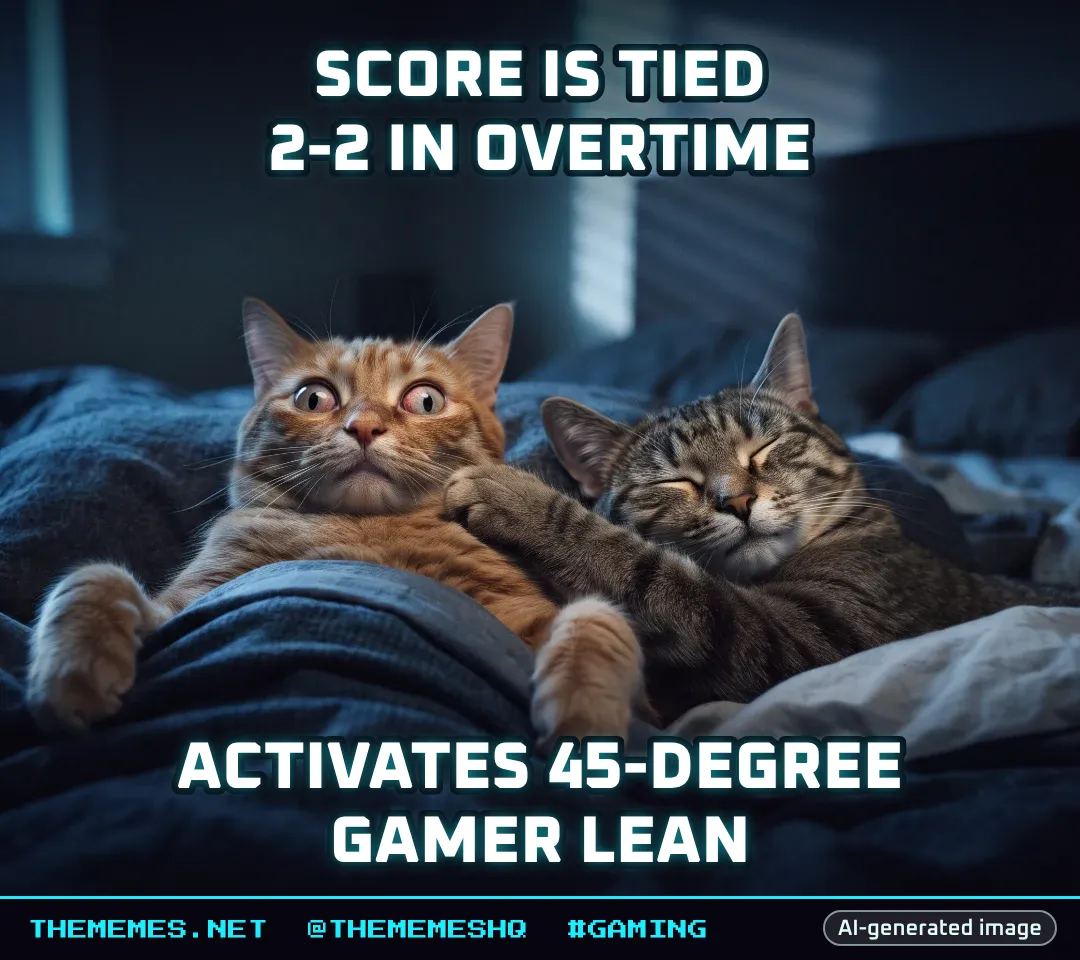 SCORE IS TIED
2-2 IN OVERTIME
ACTIVATES 45-DEGREE
GAMER LEAN
THEMEMES.NET @THEMEMESHQ #GAMING AI-generated image